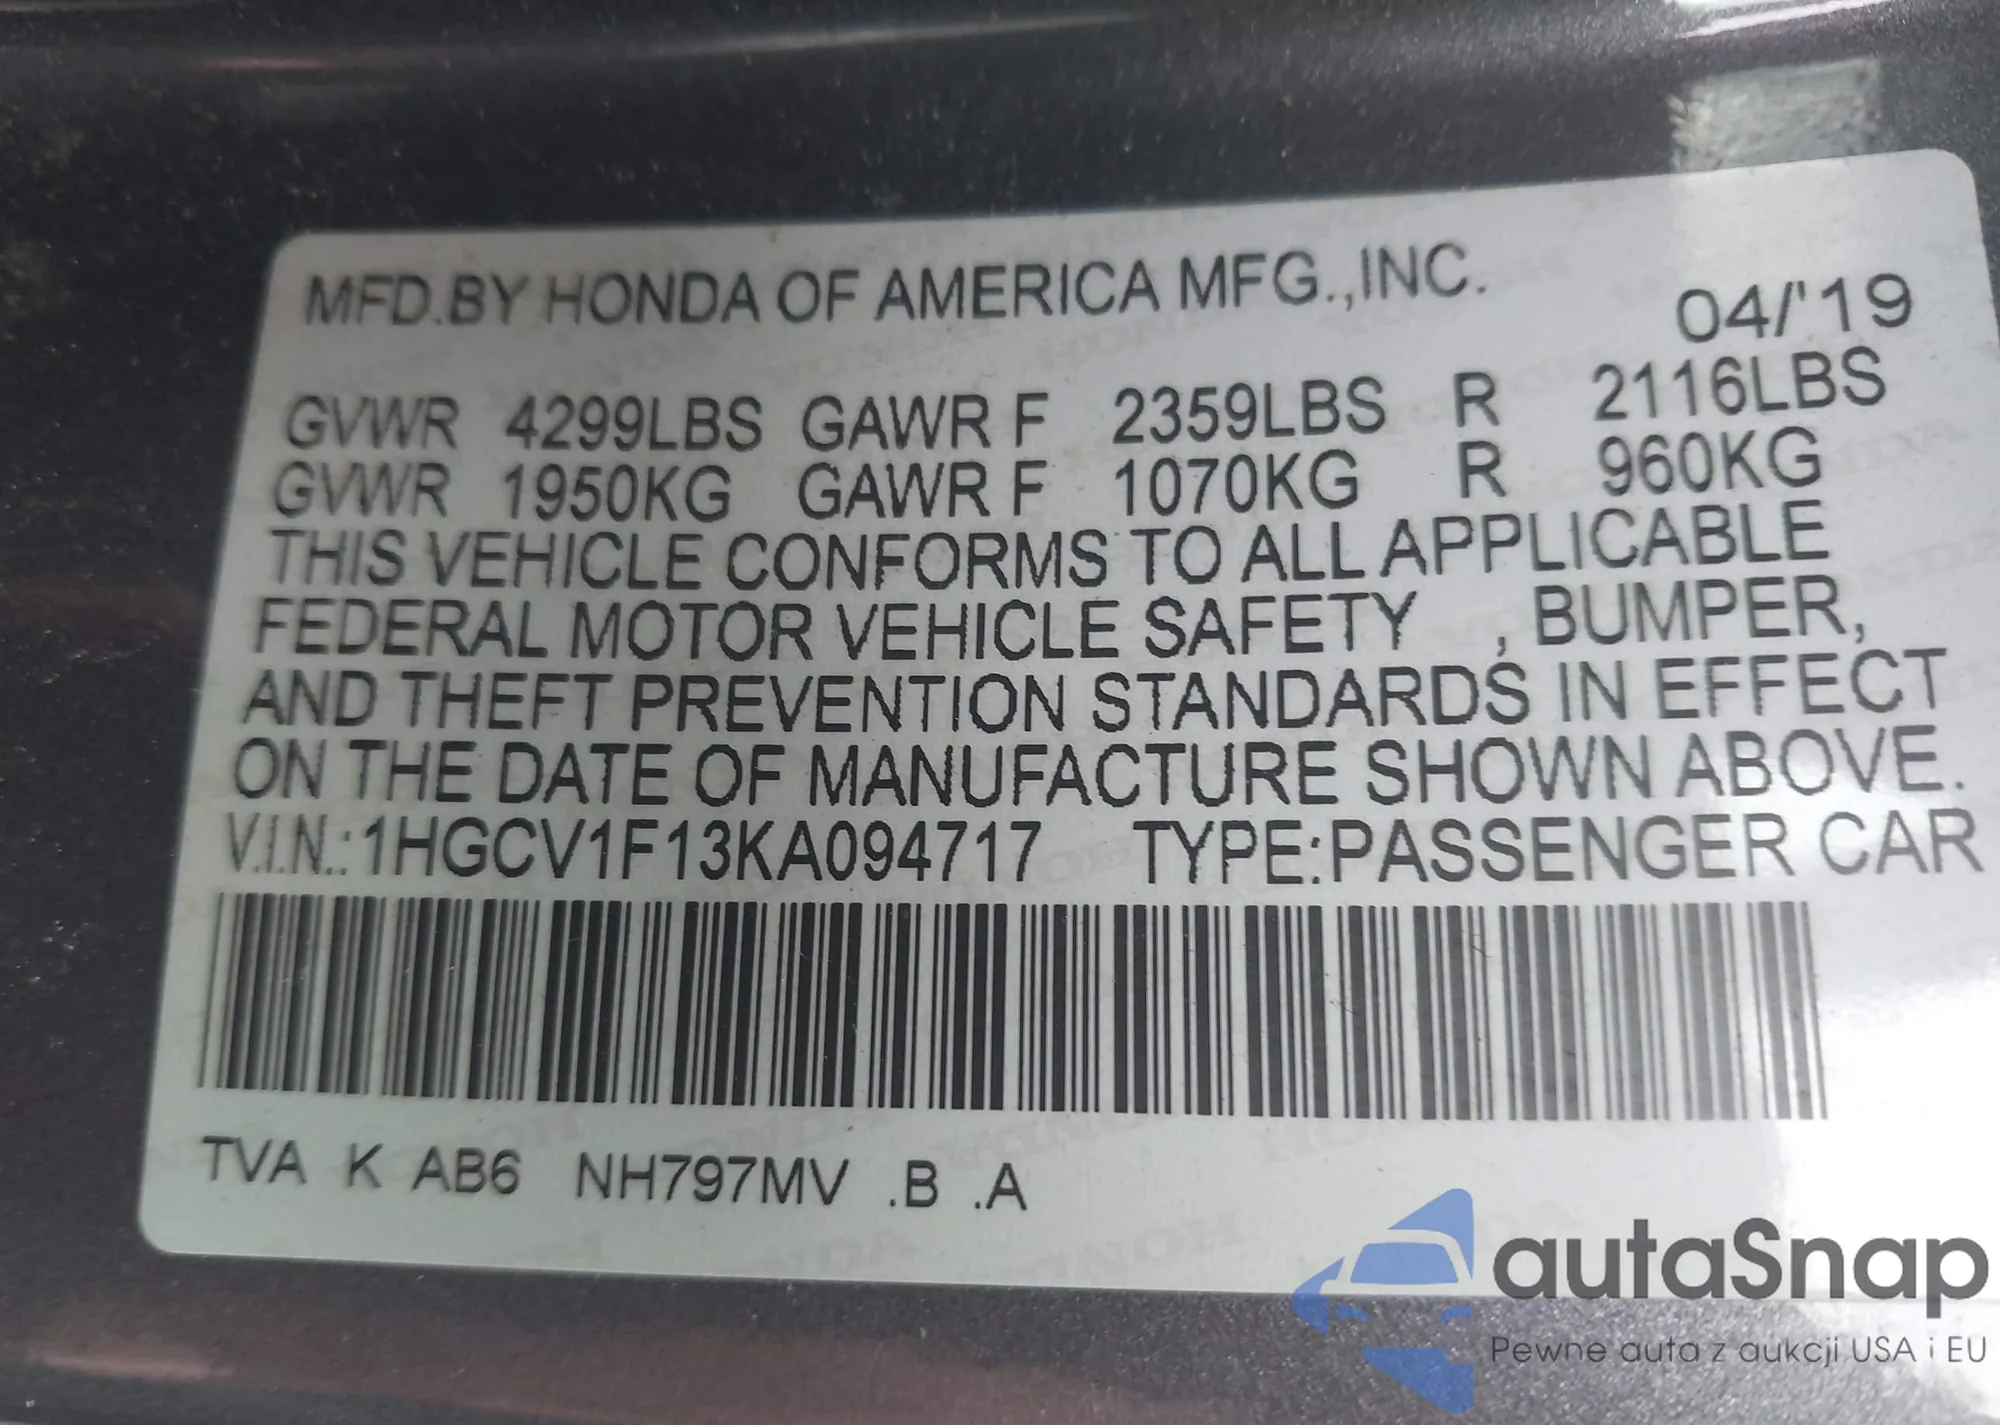 MFD.BY HONDA OF AMERICA MFG.,INC.
04/'19
GVWR 4299LBS GAWR F 2359LBS R 2116LBS
GVWR 1950KG GAWR F 1070KG R 960KG
THIS VEHICLE CONFORMS TO ALL APPLICABLE
FEDERAL MOTOR VEHICLE SAFETY , BUMPER,
AND THEFT PREVENTION STANDARDS IN EFFECT
ON THE DATE OF MANUFACTURE SHOWN ABOVE.
V.I.N.:1HGCV1F13KA094717 TYPE:PASSENGER CAR
TVA K AB6 NH797MV .B .A
autaSnap
Pewne auta z aukcji USA i EU